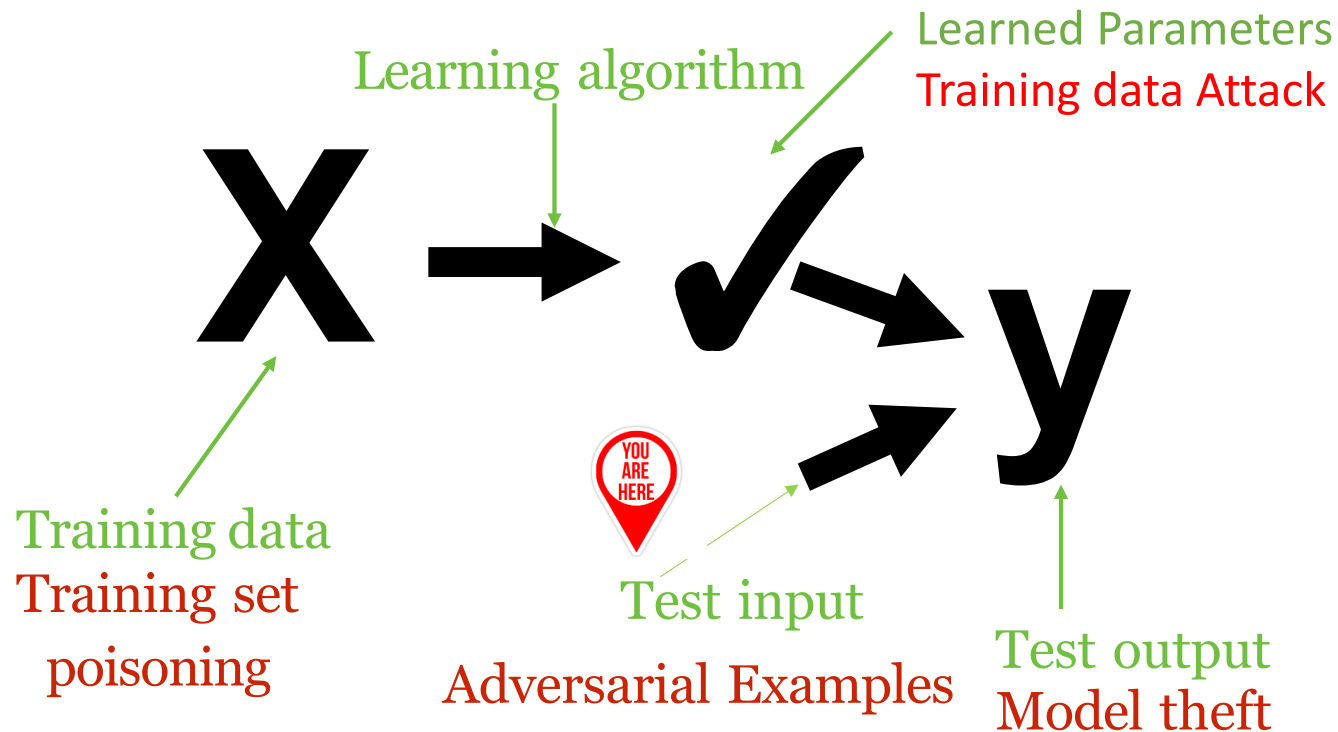 Learned Parameters
Training data Attack
Learning algorithm
X
y
YOU
ARE
HERE
Training data
Training set
poisoning
Test input
Adversarial Examples
Test output
Model theft